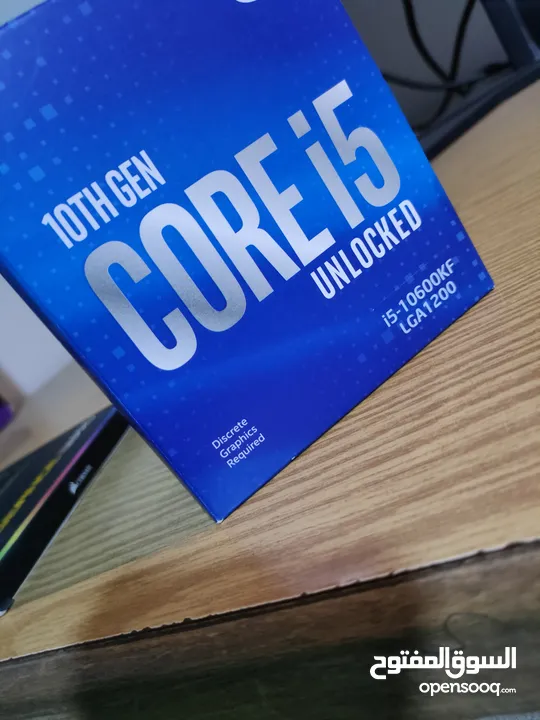 10TH GEN
CORE i5
UNLOCKED
i5-10600KF
LGA1200
Discrete
Graphics
Required
السوق المفتوح
opensooq.com